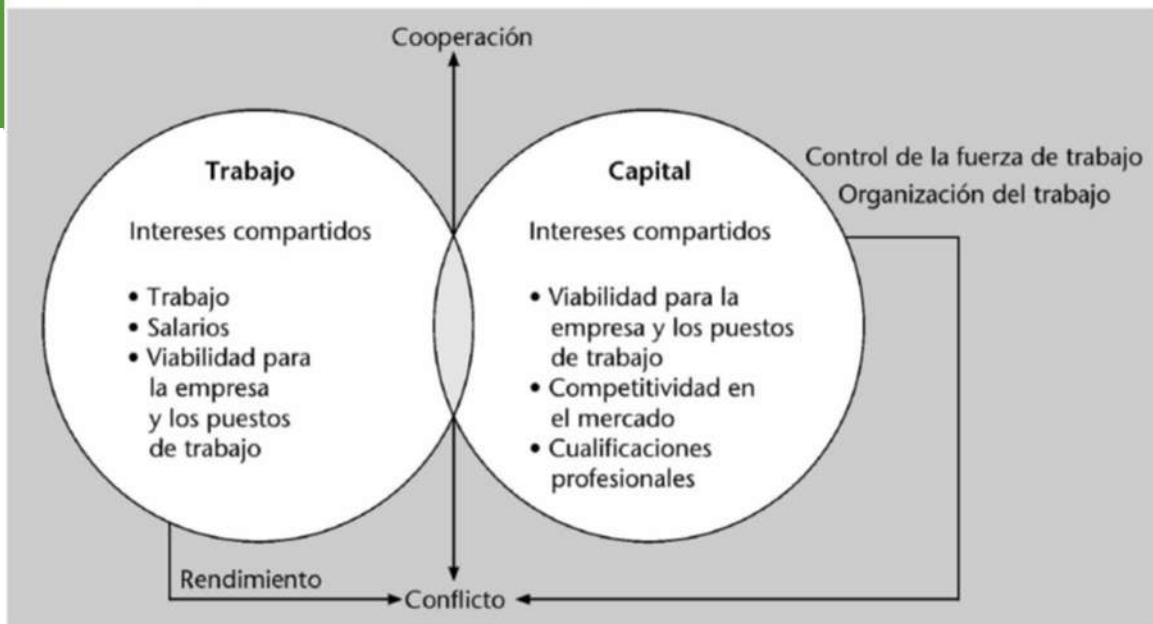 Cooperación
Trabajo
Intereses compartidos
• Trabajo
• Salarios
• Viabilidad para
la empresa
y los puestos
de trabajo
Capital
Intereses compartidos
• Viabilidad para la
empresa y los puestos
de trabajo
• Competitividad en
el mercado
• Cualificaciones
profesionales
Control de la fuerza de trabajo
Organización del trabajo
Rendimiento
Conflicto